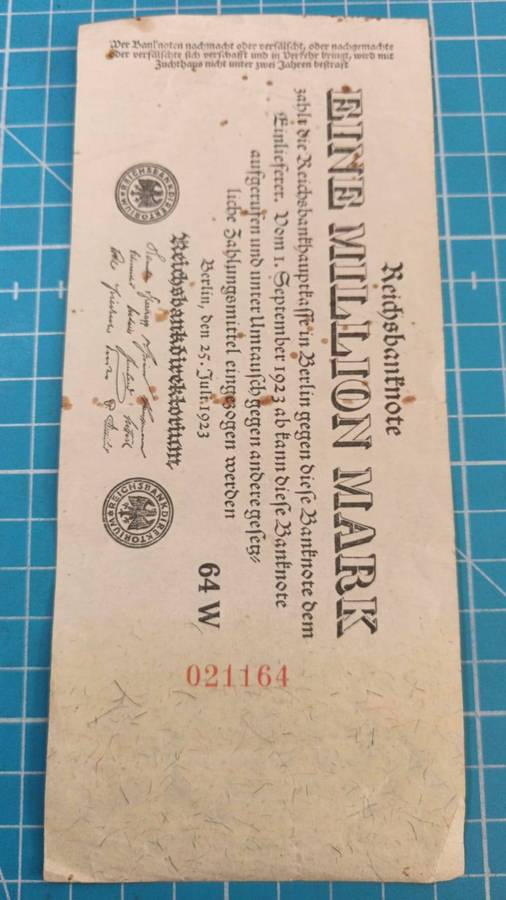 Reichsbanknote
EINE MILLION MARK
zahlt die Reichsbankhauptkasse in Berlin gegen diese Banknote dem
Einlieferer. Vom 1. September 1923 ab kann diese Banknote
aufgerufen und unter Umtausch gegen andere gesetz-
liche Zahlungsmittel eingezogen werden
Berlin, den 25. Juli 1923
Reichsbankdirektorium
REICHSBANKDIREKTORIUM
REICHSBANKDIREKTORIUM
64 W
021164
Wer Banknoten nachmacht oder verfälscht, oder nachgemachte
oder verfälschte sich verschafft und in Verkehr bringt, wird mit
Zuchthaus nicht unter zwei Jahren bestraft